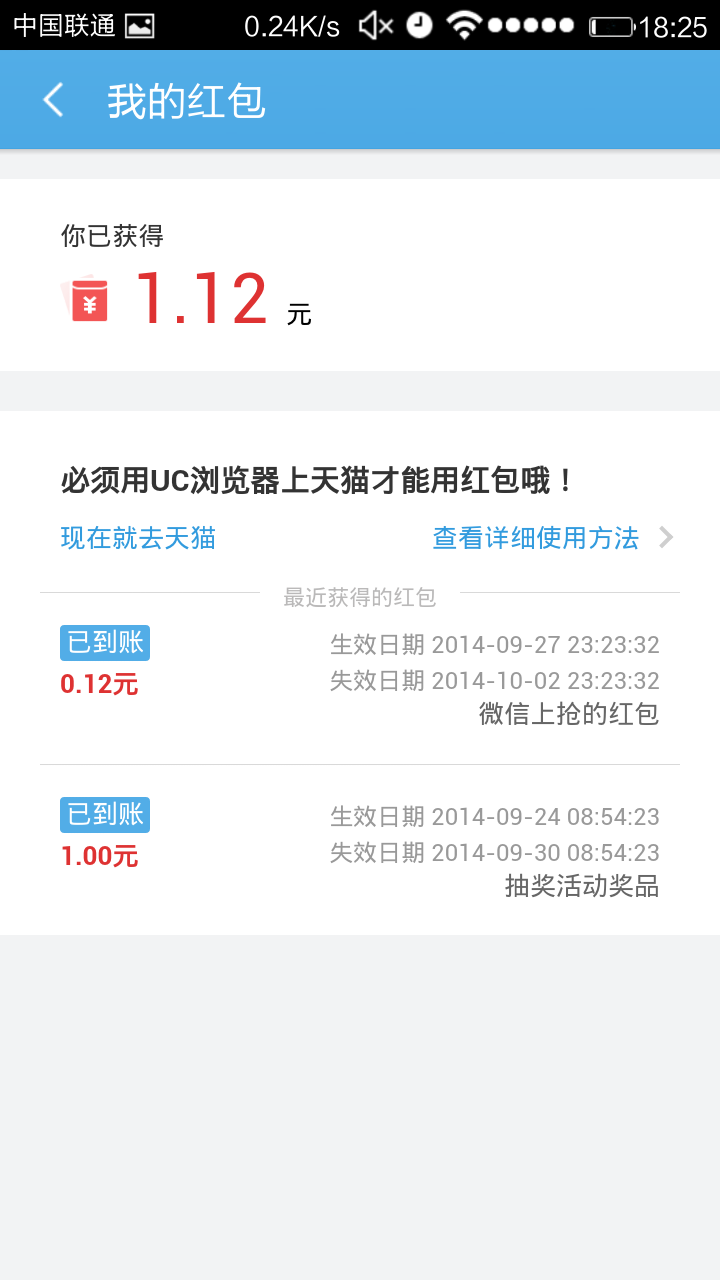 中国联通 0.24K/s 18:25
我的红包
你已获得
¥ 1.12 元
必须用UC浏览器上天猫才能用红包哦！
现在就去天猫 查看详细使用方法
最近获得的红包
已到账 生效日期 2014-09-27 23:23:32
0.12元 失效日期 2014-10-02 23:23:32
微信上抢的红包
已到账 生效日期 2014-09-24 08:54:23
1.00元 失效日期 2014-09-30 08:54:23
抽奖活动奖品